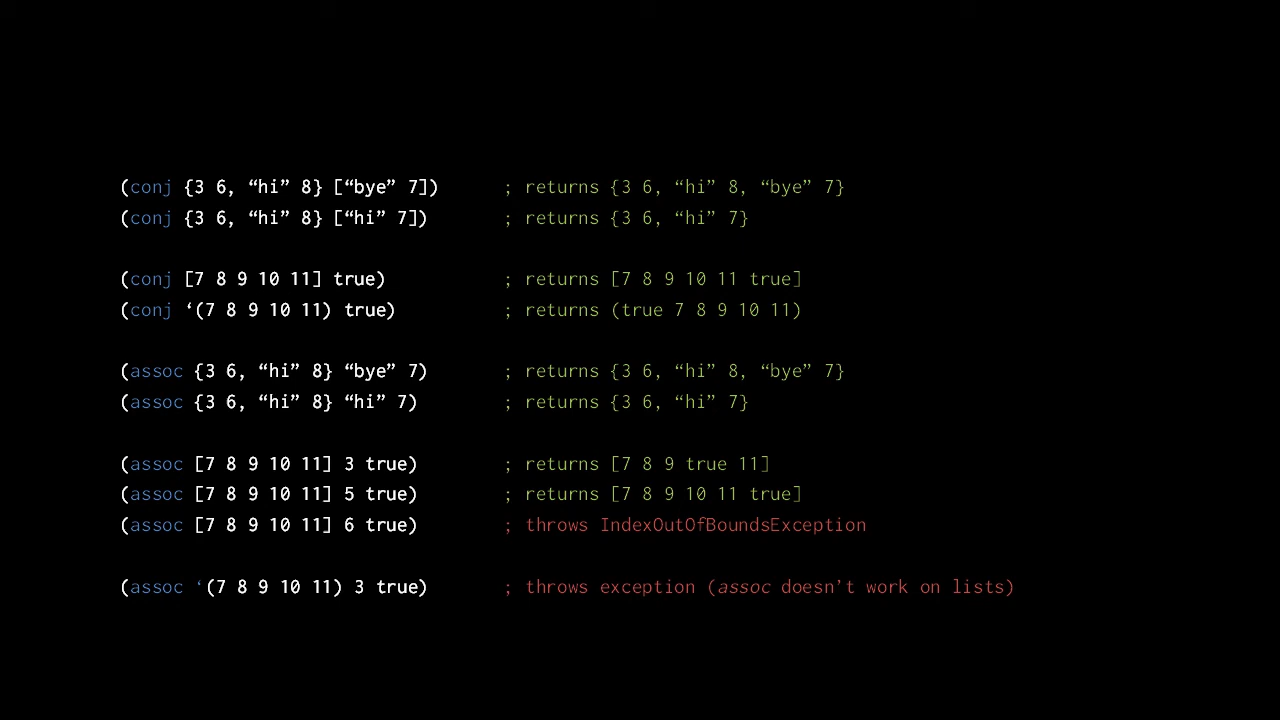 (conj {3 6, “hi” 8} [“bye” 7]) ; returns {3 6, “hi” 8, “bye” 7}
(conj {3 6, “hi” 8} [“hi” 7]) ; returns {3 6, “hi” 7}
(conj [7 8 9 10 11] true) ; returns [7 8 9 10 11 true]
(conj ‘(7 8 9 10 11) true) ; returns (true 7 8 9 10 11)
(assoc {3 6, “hi” 8} “bye” 7) ; returns {3 6, “hi” 8, “bye” 7}
(assoc {3 6, “hi” 8} “hi” 7) ; returns {3 6, “hi” 7}
(assoc [7 8 9 10 11] 3 true) ; returns [7 8 9 true 11]
(assoc [7 8 9 10 11] 5 true) ; returns [7 8 9 10 11 true]
(assoc [7 8 9 10 11] 6 true) ; throws IndexOutOfBoundsException
(assoc ‘(7 8 9 10 11) 3 true) ; throws exception (assoc doesn’t work on lists)